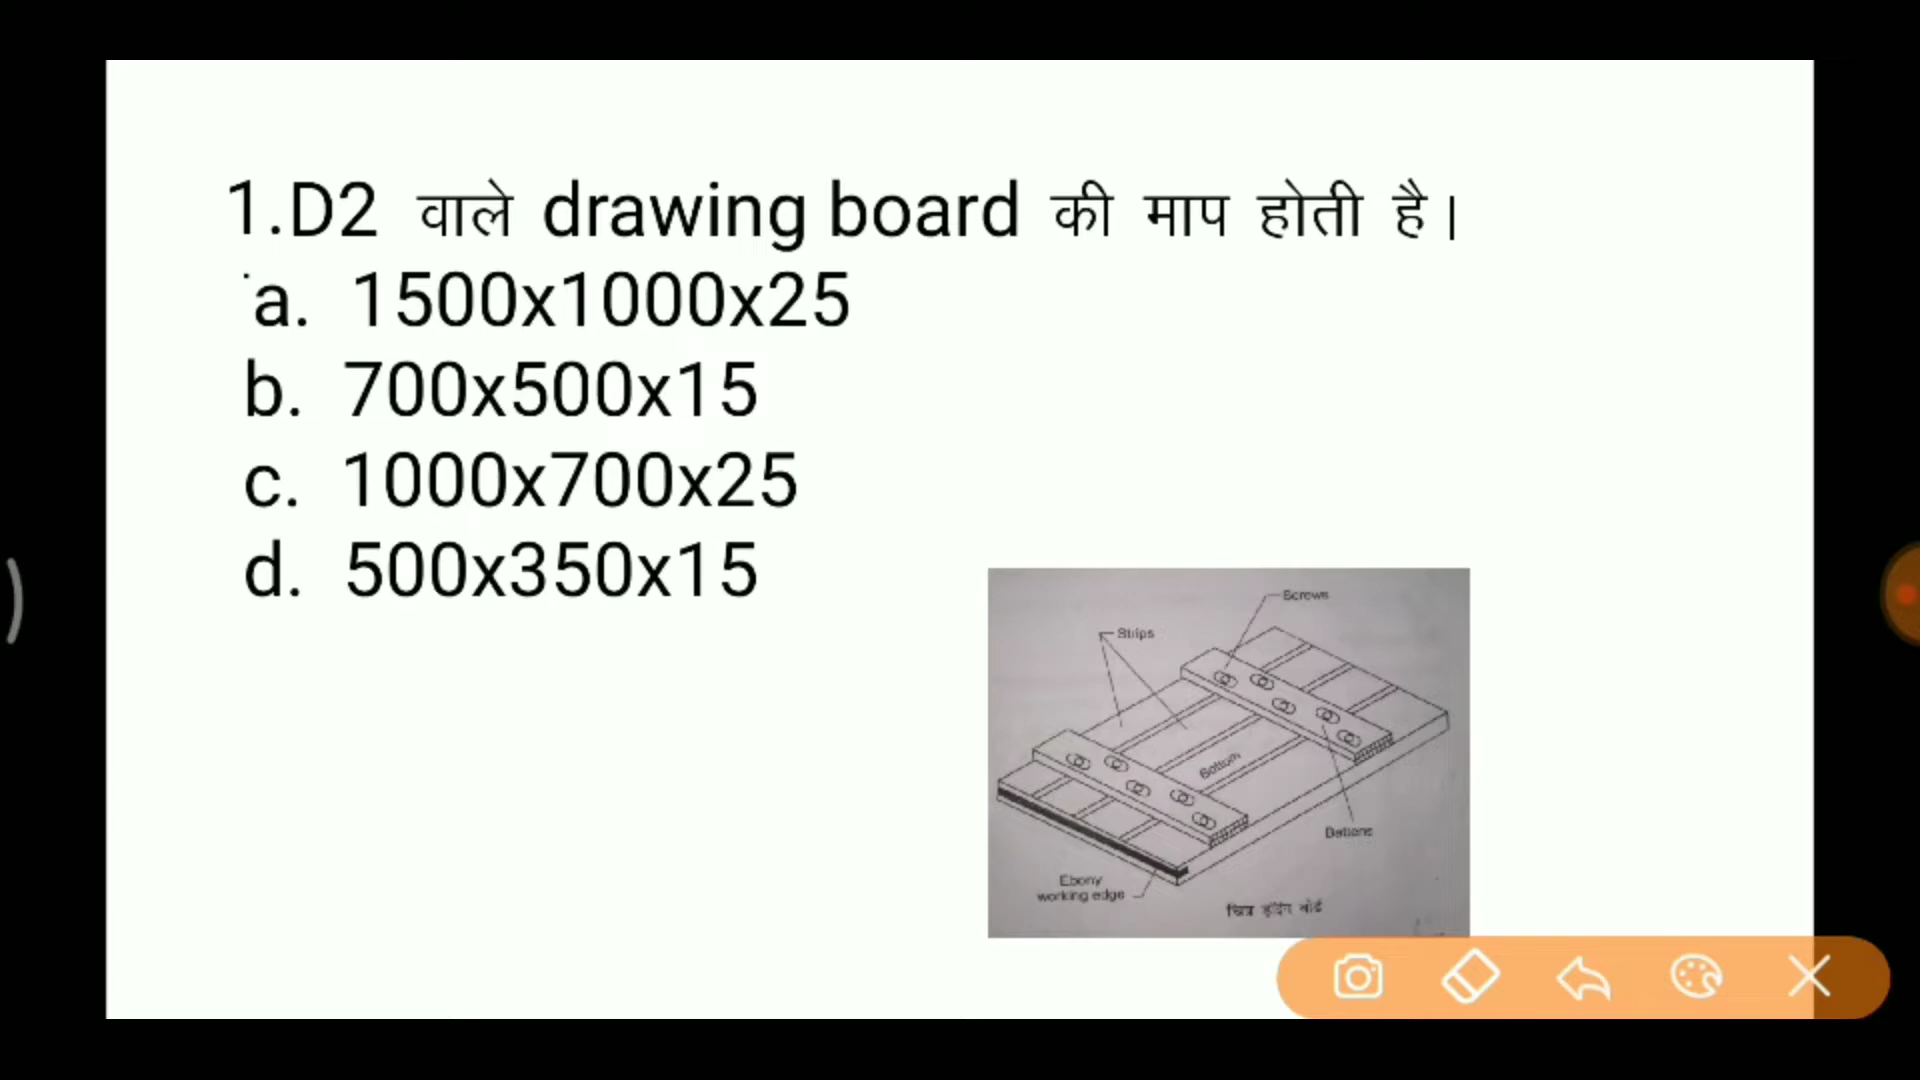 1.D2 वाले drawing board की माप होती है।
a. 1500x1000x25
b. 700x500x15
c. 1000x700x25
d. 500x350x15
Screws
Strips
Bottom
Battens
Ebony
working edge
चित्र ड्रॉइंग बोर्ड